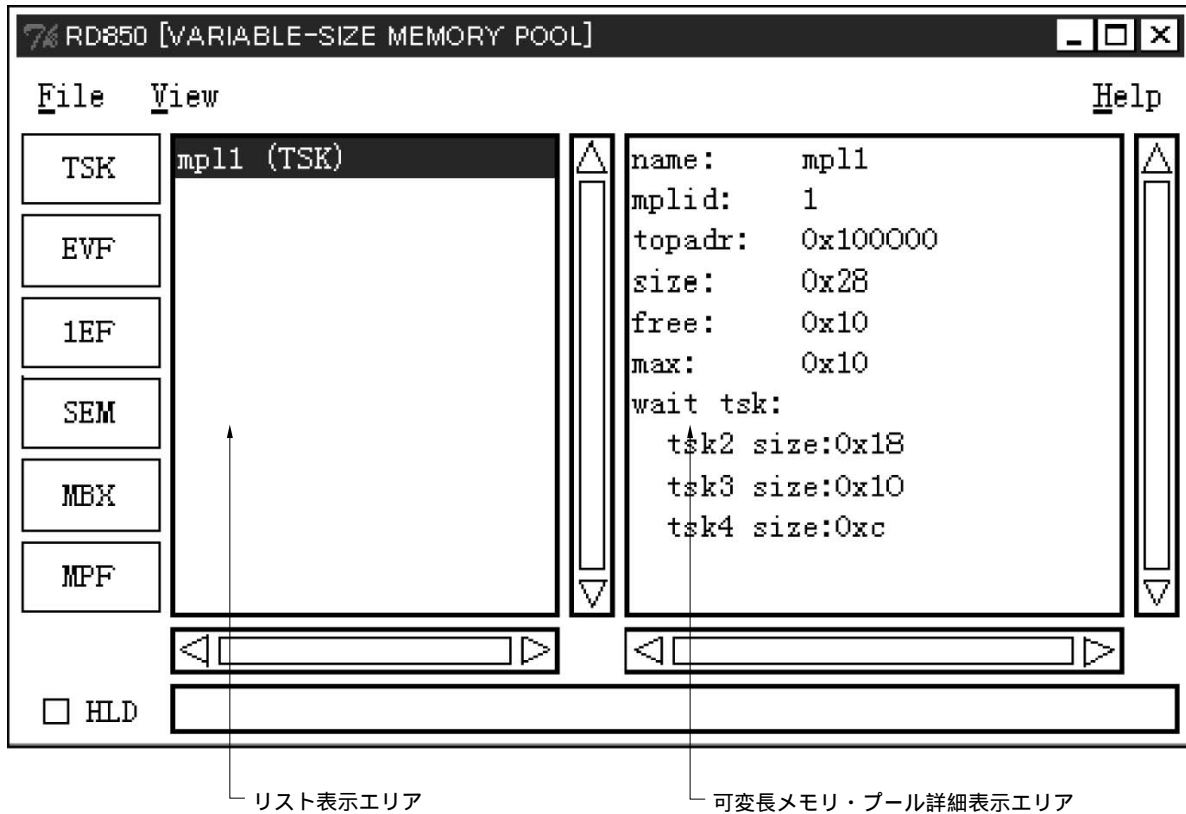 RD850 [VARIABLE-SIZE MEMORY POOL]
File View Help
TSK
EVF
1EF
SEM
MBX
MPF
HLD
mpl1 (TSK)
name: mpl1
mplid: 1
topadr: 0x100000
size: 0x28
free: 0x10
max: 0x10
wait tsk:
tsk2 size:0x18
tsk3 size:0x10
tsk4 size:0xc
リスト表示エリア
可変長メモリ・プール詳細表示エリア